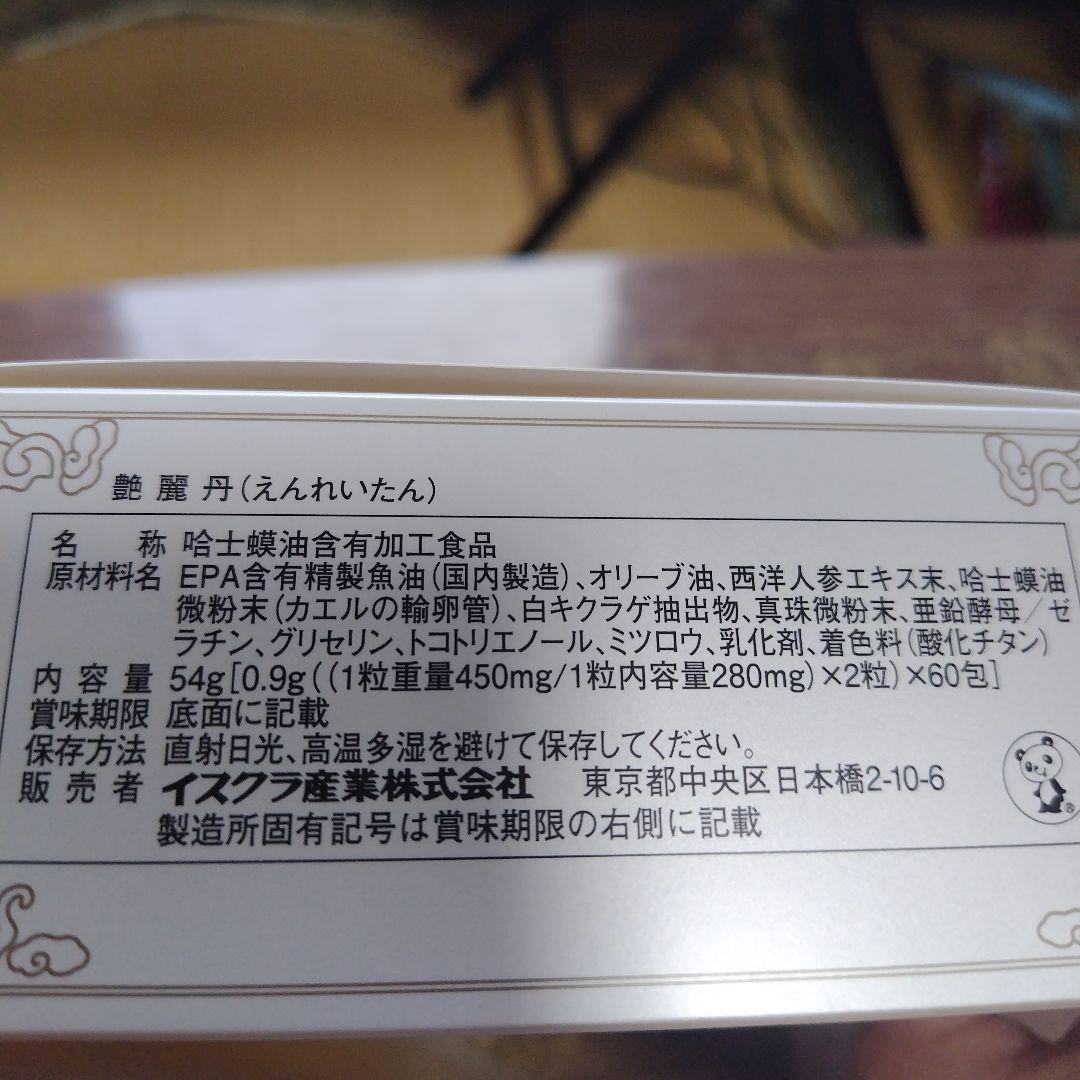 艶麗丹(えんれいたん)
名称 哈士蟆油含有加工食品
原材料名 EPA含有精製魚油(国内製造)、オリーブ油、西洋人参エキス末、哈士蟆油
微粉末(カエルの輸卵管)、白キクラゲ抽出物、真珠微粉末、亜鉛酵母/ゼ
ラチン、グリセリン、トコトリエノール、ミツロウ、乳化剤、着色料(酸化チタン)
内容量 54g[0.9g((1粒重量450mg/1粒内容量280mg)×2粒)×60包]
賞味期限 底面に記載
保存方法 直射日光、高温多湿を避けて保存してください。
販売者 イスクラ産業株式会社 東京都中央区日本橋2-10-6
製造所固有記号は賞味期限の右側に記載
®